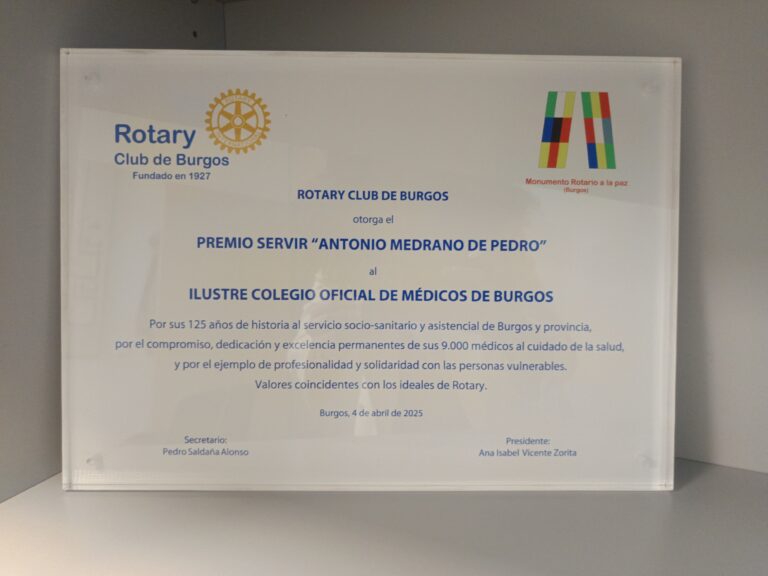 Rotary
Club de Burgos
Fundado en 1927
Monumento Rotario a la paz
(Burgos)
ROTARY CLUB DE BURGOS
otorga el
PREMIO SERVIR “ANTONIO MEDRANO DE PEDRO”
al
ILUSTRE COLEGIO OFICIAL DE MÉDICOS DE BURGOS
Por sus 125 años de historia al servicio socio-sanitario y asistencial de Burgos y provincia,
por el compromiso, dedicación y excelencia permanentes de sus 9.000 médicos al cuidado de la salud,
y por el ejemplo de profesionalidad y solidaridad con las personas vulnerables.
Valores coincidentes con los ideales de Rotary.
Burgos, 4 de abril de 2025
Secretario:
Pedro Saldaña Alonso
Presidente:
Ana Isabel Vicente Zorita